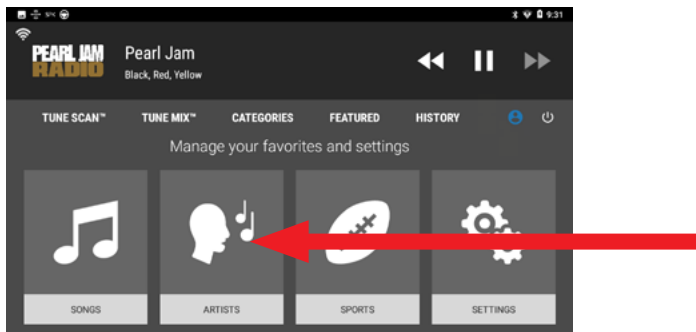 9:31
PEARL JAM
RADIO
Pearl Jam
Black, Red, Yellow
TUNE SCAN™
TUNE MIX™
CATEGORIES
FEATURED
HISTORY
Manage your favorites and settings
SONGS
ARTISTS
SPORTS
SETTINGS